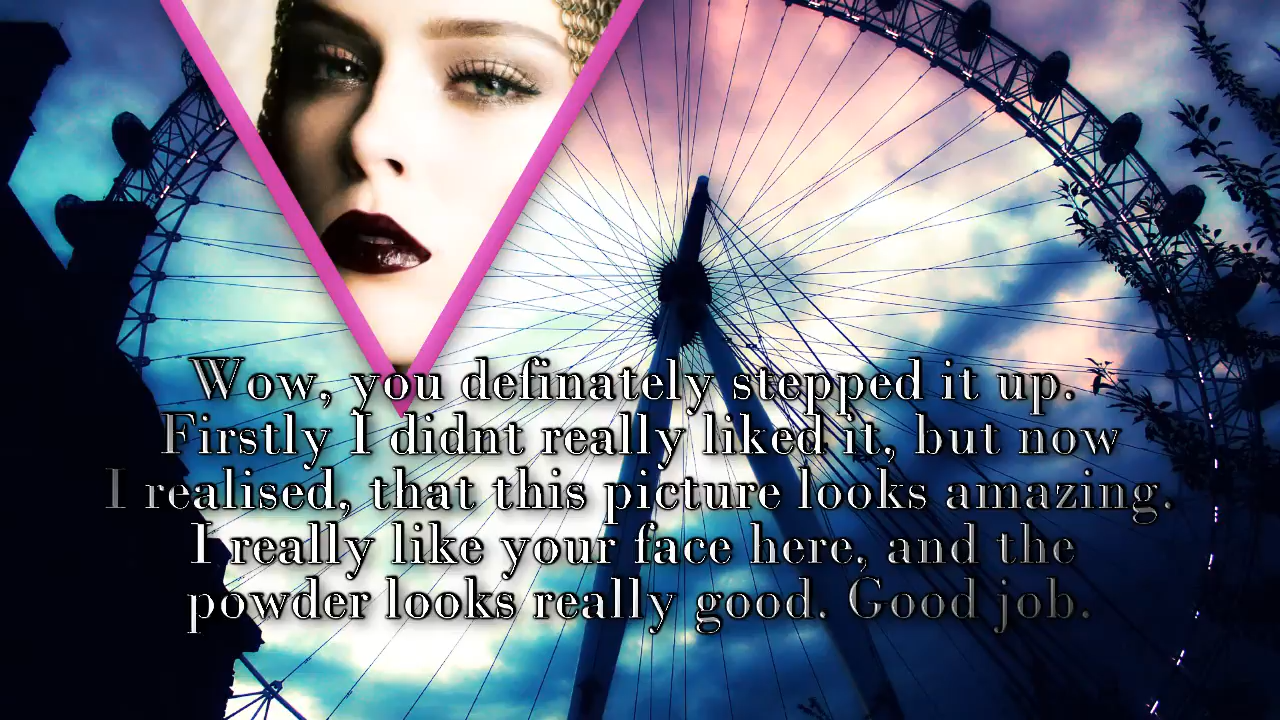 Wow, you definately stepped it up.
Firstly I didnt really liked it, but now
I realised, that this picture looks amazing.
I really like your face here, and the
powder looks really good. Good job.